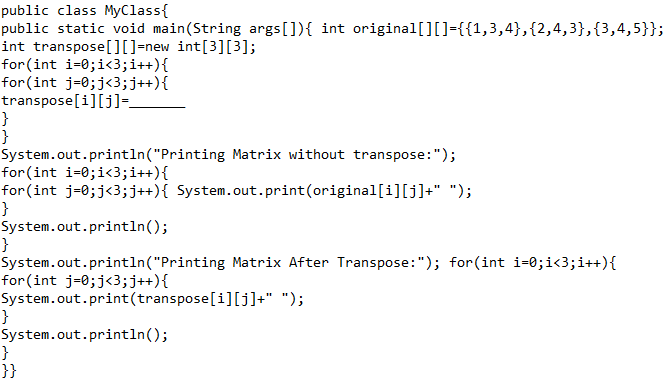 public class MyClass{
public static void main(String args[]){ int original[][]={{1,3,4},{2,4,3},{3,4,5}};
int transpose[][]=new int[3][3];
for(int i=0;i<3;i++){
for(int j=0;j<3;j++){
transpose[i][j]=_______
}
}
System.out.println("Printing Matrix without transpose:");
for(int i=0;i<3;i++){
for(int j=0;j<3;j++){ System.out.print(original[i][j]+" ");
}
System.out.println();
}
System.out.println("Printing Matrix After Transpose:"); for(int i=0;i<3;i++){
for(int j=0;j<3;j++){
System.out.print(transpose[i][j]+" ");
}
System.out.println();
}
}}